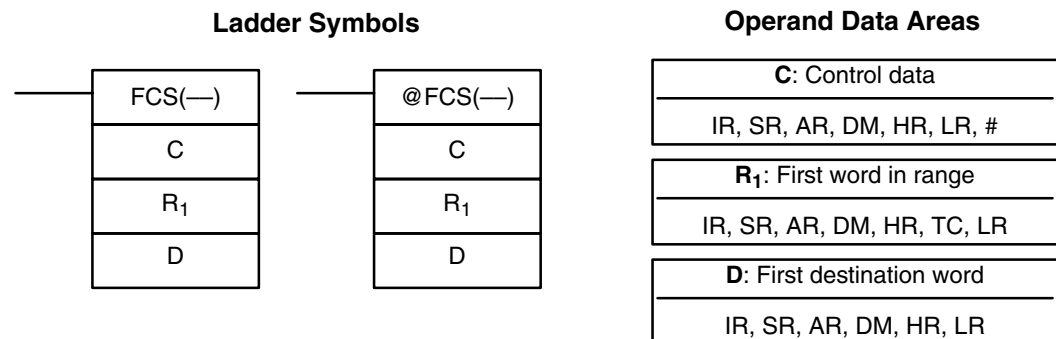 Ladder Symbols
FCS(—)
C
R1
D
@FCS(—)
C
R1
D
Operand Data Areas
C: Control data
IR, SR, AR, DM, HR, LR, #
R1: First word in range
IR, SR, AR, DM, HR, TC, LR
D: First destination word
IR, SR, AR, DM, HR, LR